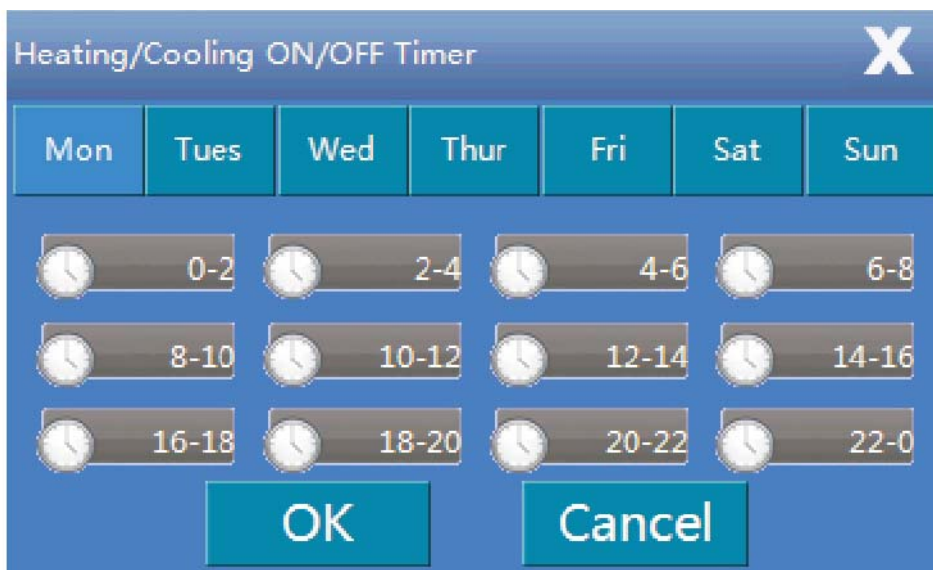 Heating/Cooling ON/OFF Timer X
Mon Tues Wed Thur Fri Sat Sun
0-2 2-4 4-6 6-8
8-10 10-12 12-14 14-16
16-18 18-20 20-22 22-0
OK Cancel